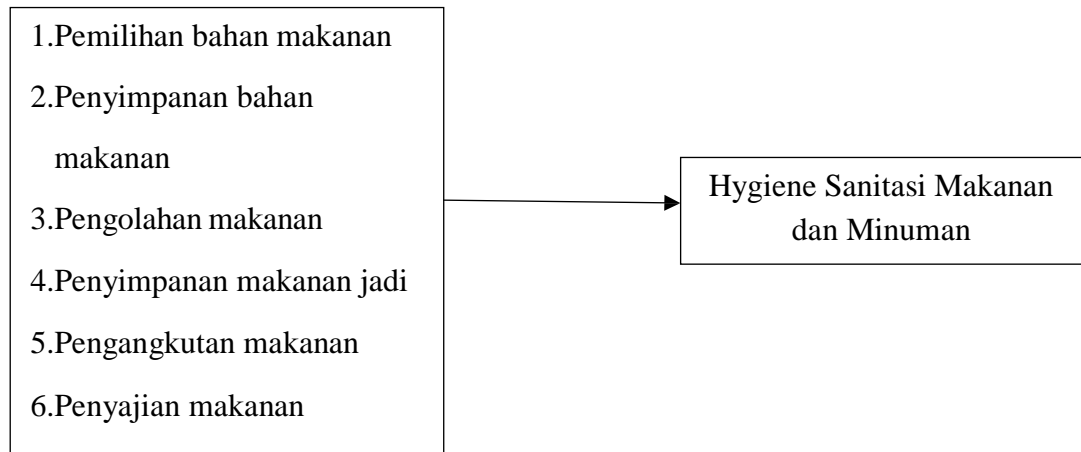 1.Pemilihan bahan makanan
2.Penyimpanan bahan
makanan
3.Pengolahan makanan
4.Penyimpanan makanan jadi
5.Pengangkutan makanan
6.Penyajian makanan
Hygiene Sanitasi Makanan
dan Minuman